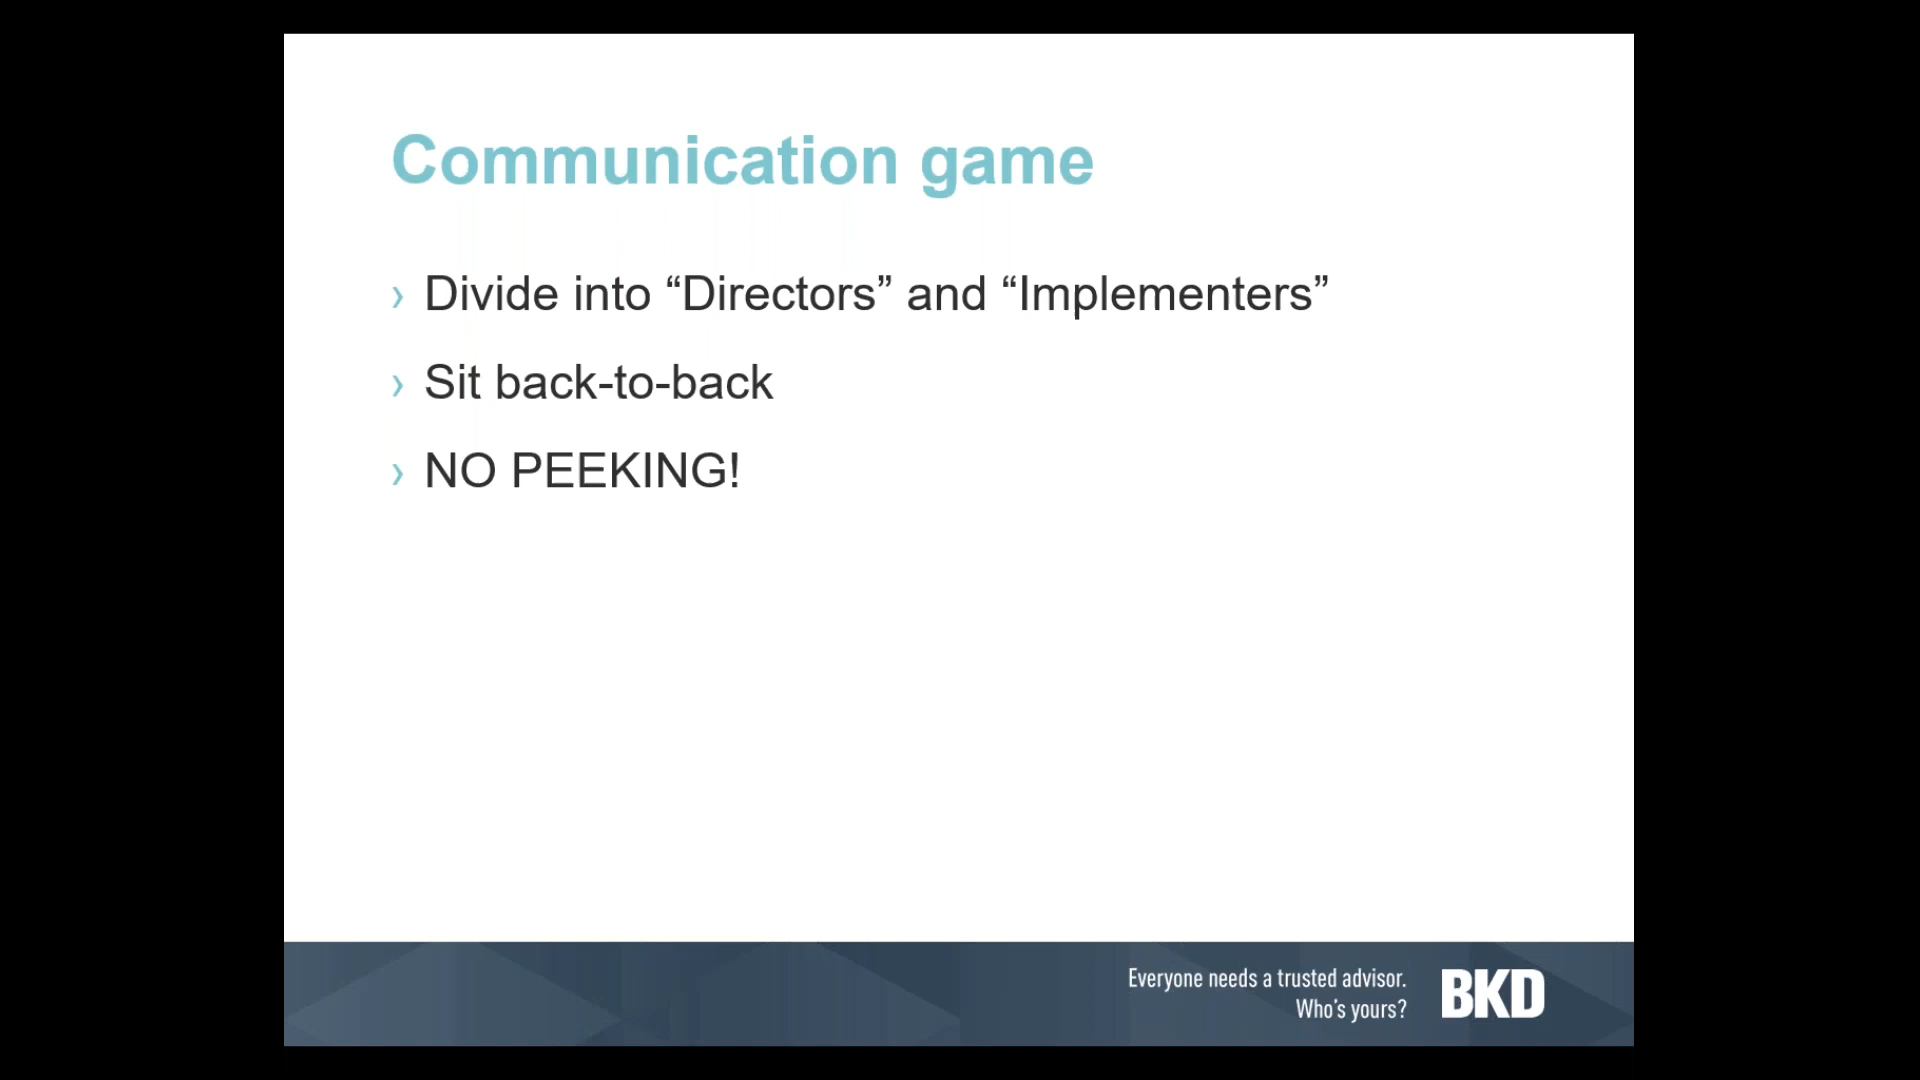 Communication game
› Divide into “Directors” and “Implementers”
› Sit back-to-back
› NO PEEKING!
Everyone needs a trusted advisor.
Who's yours?
BKD